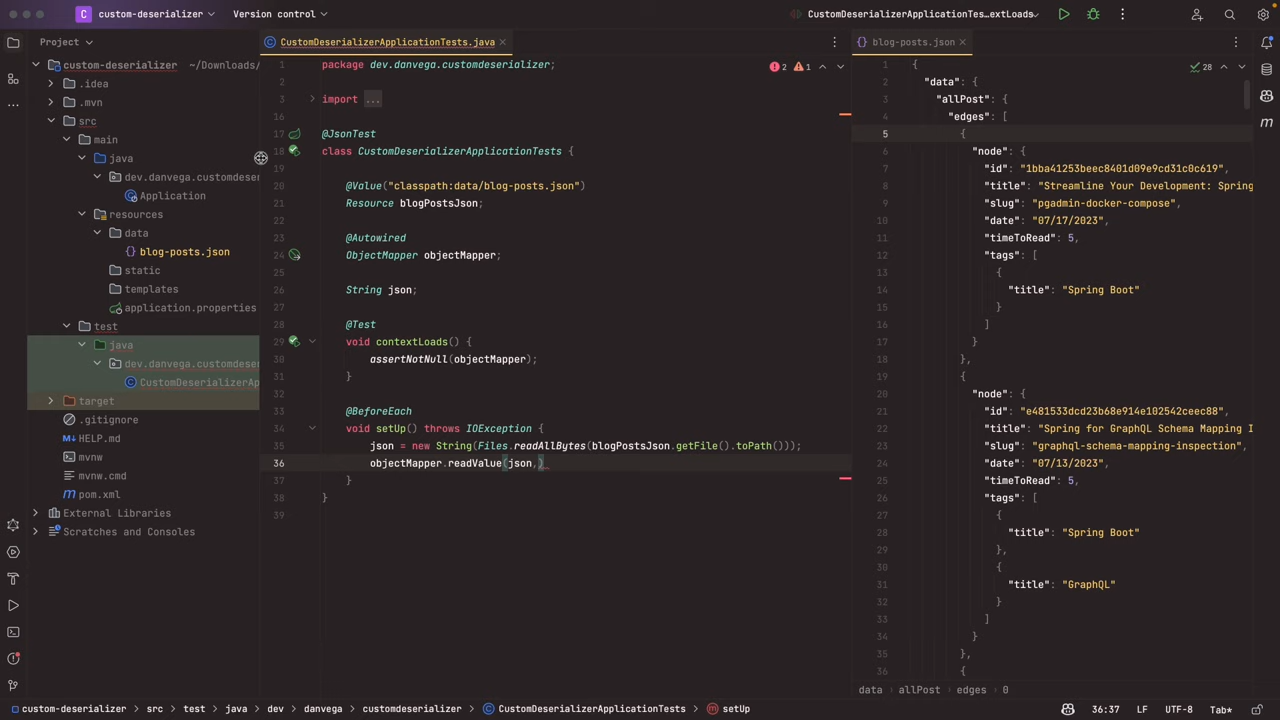 C custom-deserializer Version control CustomDeserializerApplicationTes...extLoads
Project
custom-deserializer ~/Downloads/
.idea
.mvn
src
main
java
dev.danvega.customdeser
Application
resources
data
{} blog-posts.json
static
templates
application.properties
test
java
dev.danvega.customdeser
CustomDeserializerAp
target
.gitignore
HELP.md
mvnw
mvnw.cmd
pom.xml
External Libraries
Scratches and Consoles
CustomDeserializerApplicationTests.java
2 1
1 package dev.danvega.customdeserializer;
2
3 import ...
16
17 @JsonTest
18 class CustomDeserializerApplicationTests {
19
20 @Value("classpath:data/blog-posts.json")
21 Resource blogPostsJson;
22
23 @Autowired
24 ObjectMapper objectMapper;
25
26 String json;
27
28 @Test
29 void contextLoads() {
30 assertNotNull(objectMapper);
31 }
32
33 @BeforeEach
34 void setUp() throws IOException {
35 json = new String(Files.readAllBytes(blogPostsJson.getFile().toPath()));
36 objectMapper.readValue(json,)
37 }
38 }
39
{} blog-posts.json
28
1 {
2 "data": {
3 "allPost": {
4 "edges": [
5 {
6 "node": {
7 "id": "1bba41253beec8401d09e9cd31c0c619",
8 "title": "Streamline Your Development: Spring
9 "slug": "pgadmin-docker-compose",
10 "date": "07/17/2023",
11 "timeToRead": 5,
12 "tags": [
13 {
14 "title": "Spring Boot"
15 }
16 ]
17 }
18 },
19 {
20 "node": {
21 "id": "e481533dcd23b68e914e102542ceec88",
22 "title": "Spring for GraphQL Schema Mapping I
23 "slug": "graphql-schema-mapping-inspection",
24 "date": "07/13/2023",
25 "timeToRead": 5,
26 "tags": [
27 {
28 "title": "Spring Boot"
29 },
30 {
31 "title": "GraphQL"
32 }
33 ]
34 }
35 },
36 {
data allPost edges 0
custom-deserializer src test java dev danvega customdeserializer CustomDeserializerApplicationTests setUp 36:37 LF UTF-8 Tab*